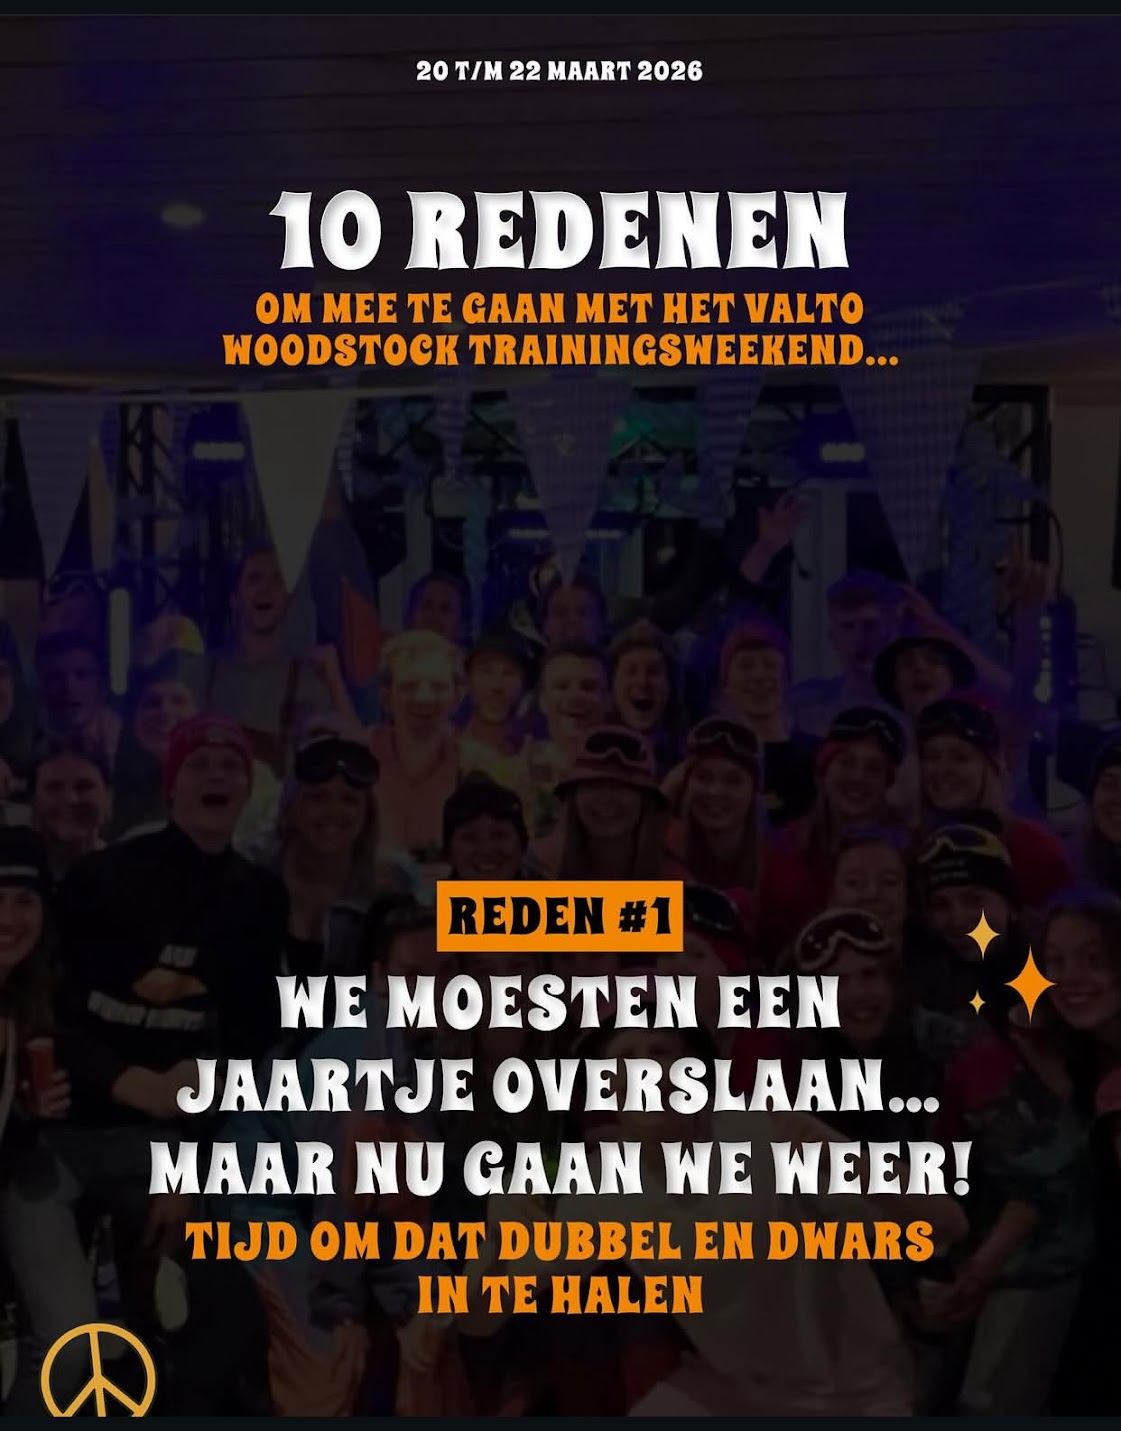 20 T/M 22 MAART 2026
10 REDENEN
OM MEE TE GAAN MET HET VALTO
WOODSTOCK TRAININGSWEEKEND...
REDEN #1
WE MOESTEN EEN
JAARTJE OVERSLAAN...
MAAR NU GAAN WE WEER!
TIJD OM DAT DUBBEL EN DWARS
IN TE HALEN